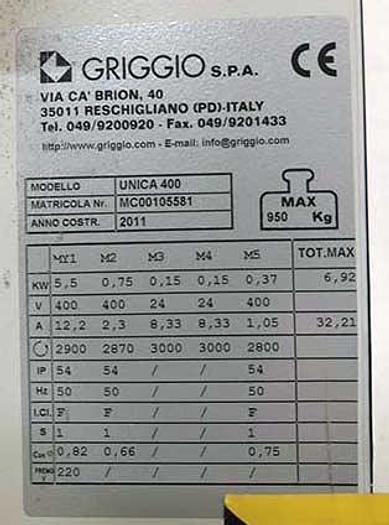 GRIGGIO S.P.A. CE
VIA CA' BRION, 40
35011 RESCHIGLIANO (PD)-ITALY
Tel. 049/9200920 - Fax. 049/9201433
http://www.griggio.com - E-mail: info@griggio.com
MODELLO UNICA 400
MATRICOLA Nr. MC00105581
ANNO COSTR. 2011
MAX
950 Kg
MY1 M2 M3 M4 M5 TOT.MAX
KW 5,5 0,75 0,15 0,15 0,37 6,92
V 400 400 24 24 400
A 12,2 2,3 8,33 8,33 1,05 32,21
2900 2870 3000 3000 2800
IP 54 54 / / 54
Hz 50 50 / / 50
I.Cl. F F / / F
S 1 1 / / 1
Cos φ 0,82 0,66 / / 0,75
FRENO V 220 / / / /